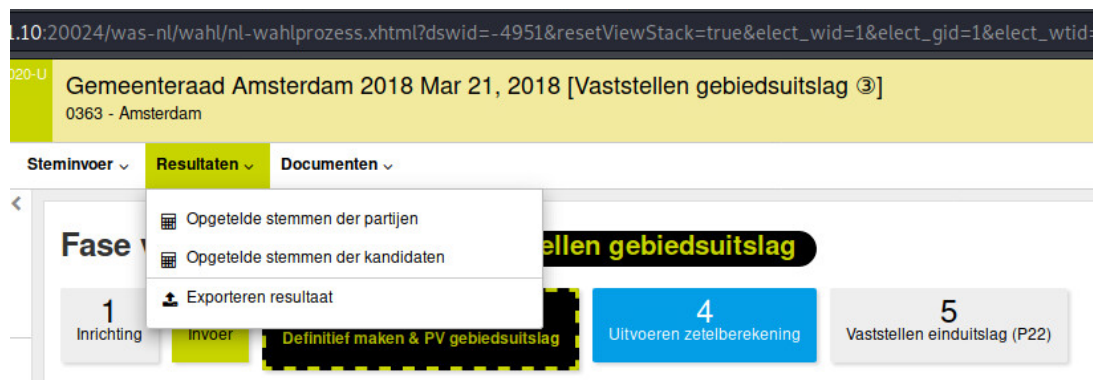 1.10:20024/was-nl/wahl/nl-wahlprozess.xhtml?dswid=-4951&resetViewStack=true&elect_wid=1&elect_gid=1&elect_wtid=
020-U
Gemeenteraad Amsterdam 2018 Mar 21, 2018 [Vaststellen gebiedsuitslag ③]
0363 - Amsterdam
Steminvoer Resultaten Documenten
Opgetelde stemmen der partijen
Fase ellen gebiedsuitslag
Opgetelde stemmen der kandidaten
Exporteren resultaat
1 4 5
Inrichting Invoer Definitief maken & PV gebiedsuitslag Uitvoeren zetelberekening Vaststellen einduitslag (P22)